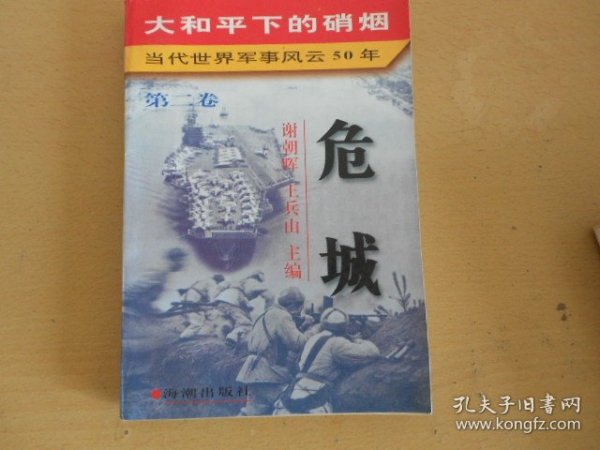 大和平下的硝烟
当代世界军事风云50年
第二卷
危城
谢朝晖 王兵山 主编
海潮出版社
孔夫子旧书网
www.kongfz.com